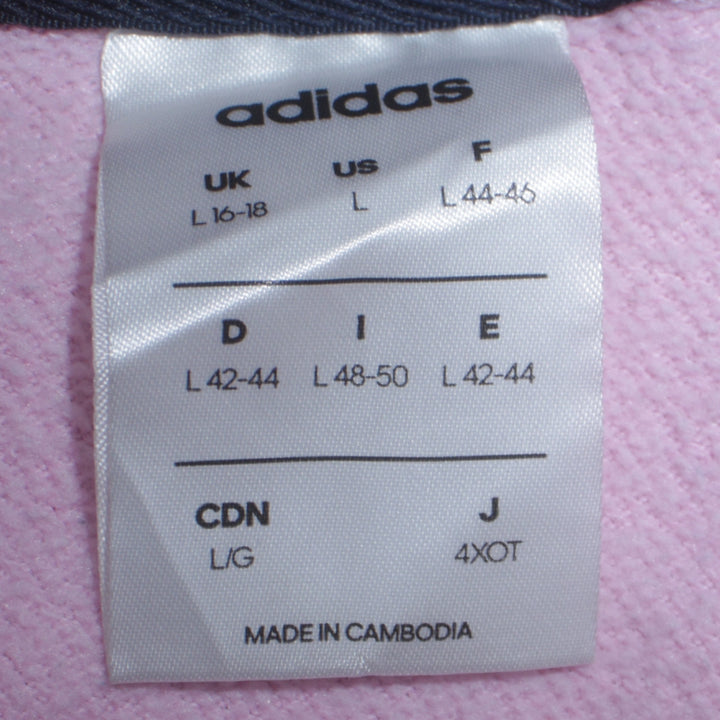 adidas
UK US F
L 16-18 L L 44-46
D I E
L 42-44 L 48-50 L 42-44
CDN J
L/G 4XOT
MADE IN CAMBODIA